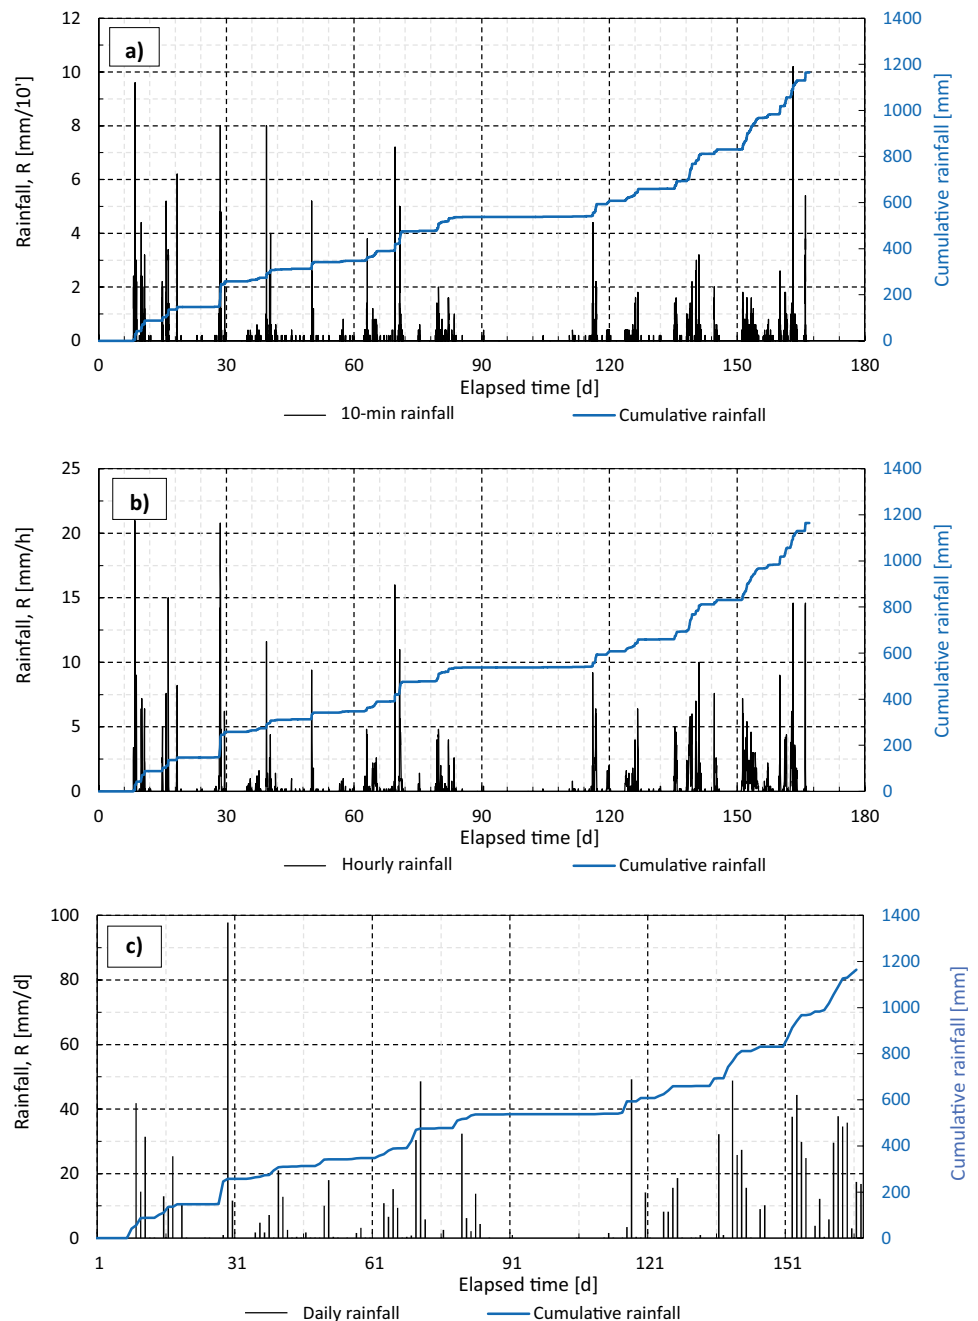 a)
Rainfall, R [mm/10']
12
10
8
6
4
2
0
1400
1200
1000
800
600
400
200
0
Cumulative rainfall [mm]
0 30 60 90 120 150 180
Elapsed time [d]
10-min rainfall Cumulative rainfall
b)
Rainfall, R [mm/h]
25
20
15
10
5
0
1400
1200
1000
800
600
400
200
0
Cumulative rainfall [mm]
0 30 60 90 120 150 180
Elapsed time [d]
Hourly rainfall Cumulative rainfall
c)
Rainfall, R [mm/d]
100
80
60
40
20
0
1400
1200
1000
800
600
400
200
0
Cumulative rainfall [mm]
1 31 61 91 121 151
Elapsed time [d]
Daily rainfall Cumulative rainfall